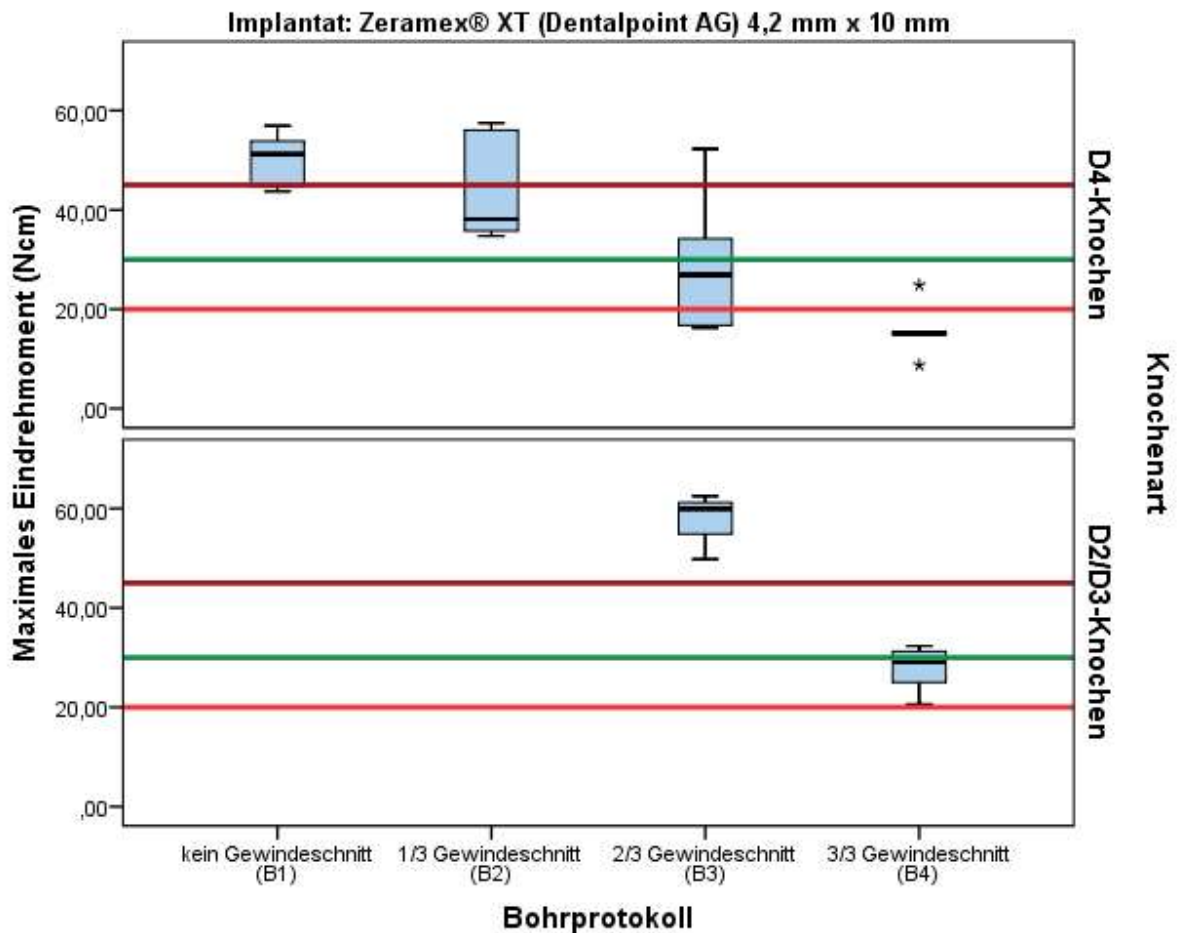 Implantat: Zeramex® XT (Dentalpoint AG) 4,2 mm x 10 mm
Maximales Eindrehmoment (Ncm)
60,00
40,00
20,00
,00
D4-Knochen
*
*
60,00
40,00
20,00
,00
D2/D3-Knochen
Knochenart
kein Gewindeschnitt
(B1)
1/3 Gewindeschnitt
(B2)
2/3 Gewindeschnitt
(B3)
3/3 Gewindeschnitt
(B4)
Bohrprotokoll